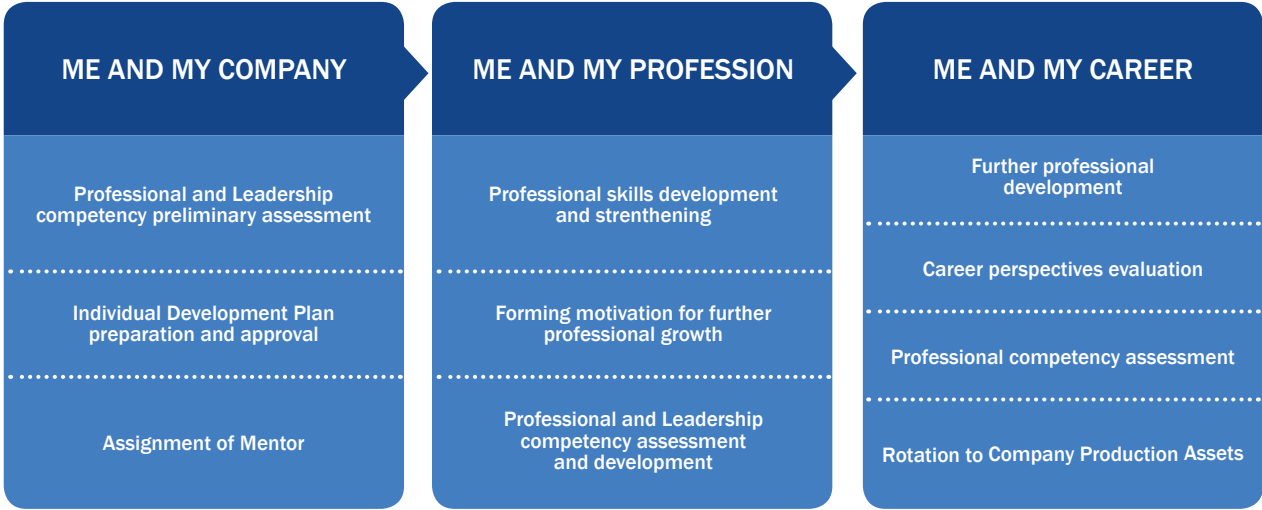 ME AND MY COMPANY
Professional and Leadership
competency preliminary assessment
Individual Development Plan
preparation and approval
Assignment of Mentor
ME AND MY PROFESSION
Professional skills development
and strenthening
Forming motivation for further
professional growth
Professional and Leadership
competency assessment
and development
ME AND MY CAREER
Further professional
development
Career perspectives evaluation
Professional competency assessment
Rotation to Company Production Assets